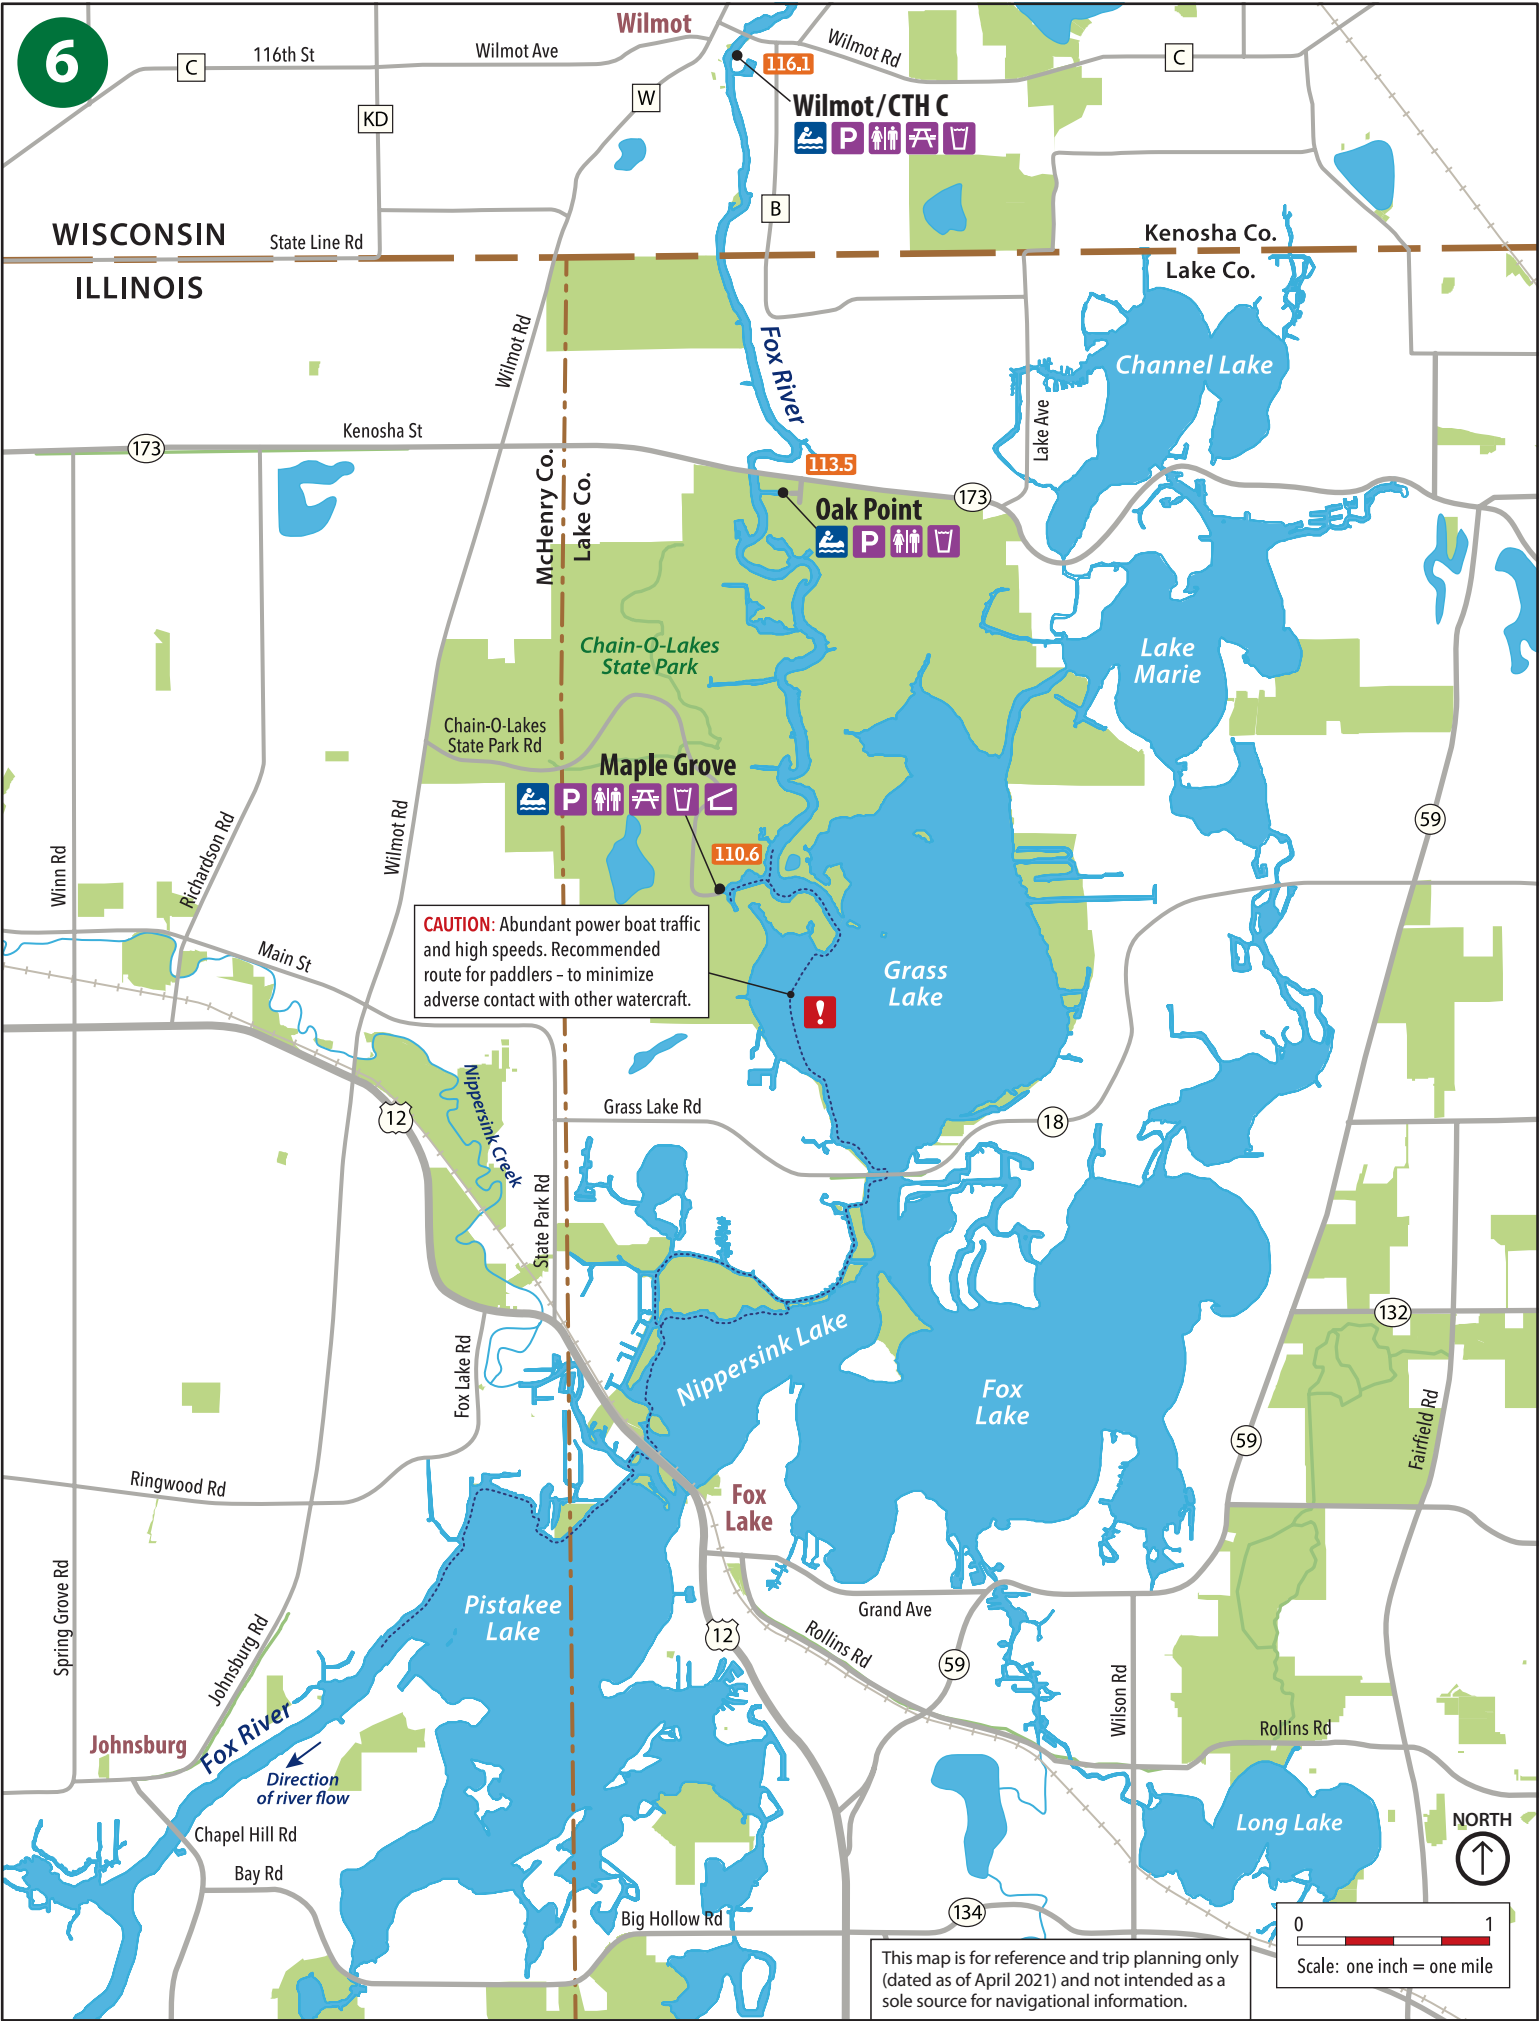 6
Wilmot
116th St
Wilmot Ave
Wilmot Rd
C
C
KD
W
116.1
Wilmot/CTH C
P
B
WISCONSIN
State Line Rd
ILLINOIS
Kenosha Co.
Lake Co.
Wilmot Rd
Fox River
Channel Lake
Lake Ave
173
Kenosha St
McHenry Co.
Lake Co.
113.5
Oak Point
P
173
Chain-O-Lakes
State Park
Lake
Marie
Chain-O-Lakes
State Park Rd
Maple Grove
P
110.6
59
Winn Rd
Richardson Rd
Wilmot Rd
CAUTION: Abundant power boat traffic
and high speeds. Recommended
route for paddlers – to minimize
adverse contact with other watercraft.
!
Grass
Lake
Main St
Nippersink Creek
12
Grass Lake Rd
18
State Park Rd
132
Nippersink Lake
Fox
Lake
Fox Lake Rd
59
Fairfield Rd
Ringwood Rd
Fox
Lake
Spring Grove Rd
Pistakee
Lake
Grand Ave
Johnsburg Rd
12
Rollins Rd
59
Wilson Rd
Rollins Rd
Johnsburg
Fox River
Direction
of river flow
Long Lake
NORTH
Chapel Hill Rd
Bay Rd
Big Hollow Rd
134
This map is for reference and trip planning only
(dated as of April 2021) and not intended as a
sole source for navigational information.
0 1
Scale: one inch = one mile